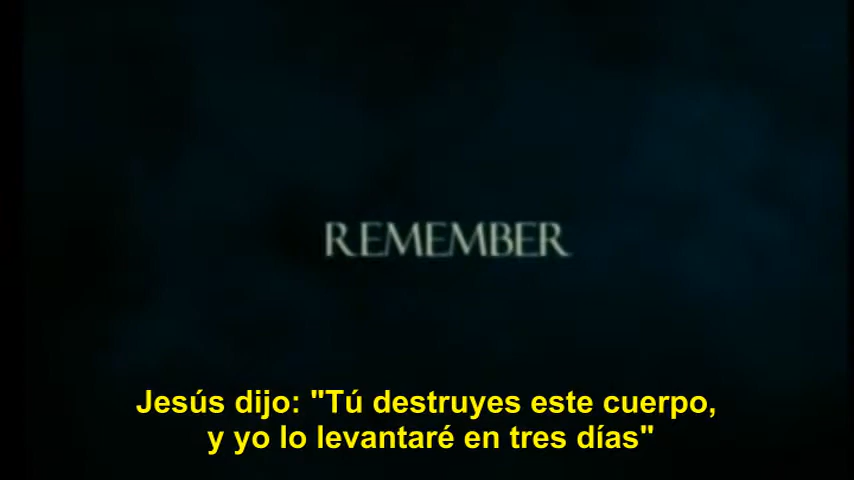 REMEMBER
Jesús dijo: "Tú destruyes este cuerpo,
y yo lo levantaré en tres días"